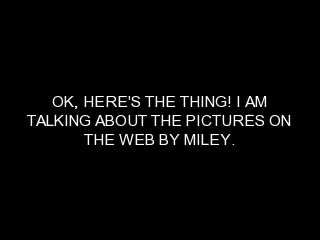 OK, HERE'S THE THING! I AM
TALKING ABOUT THE PICTURES ON
THE WEB BY MILEY.